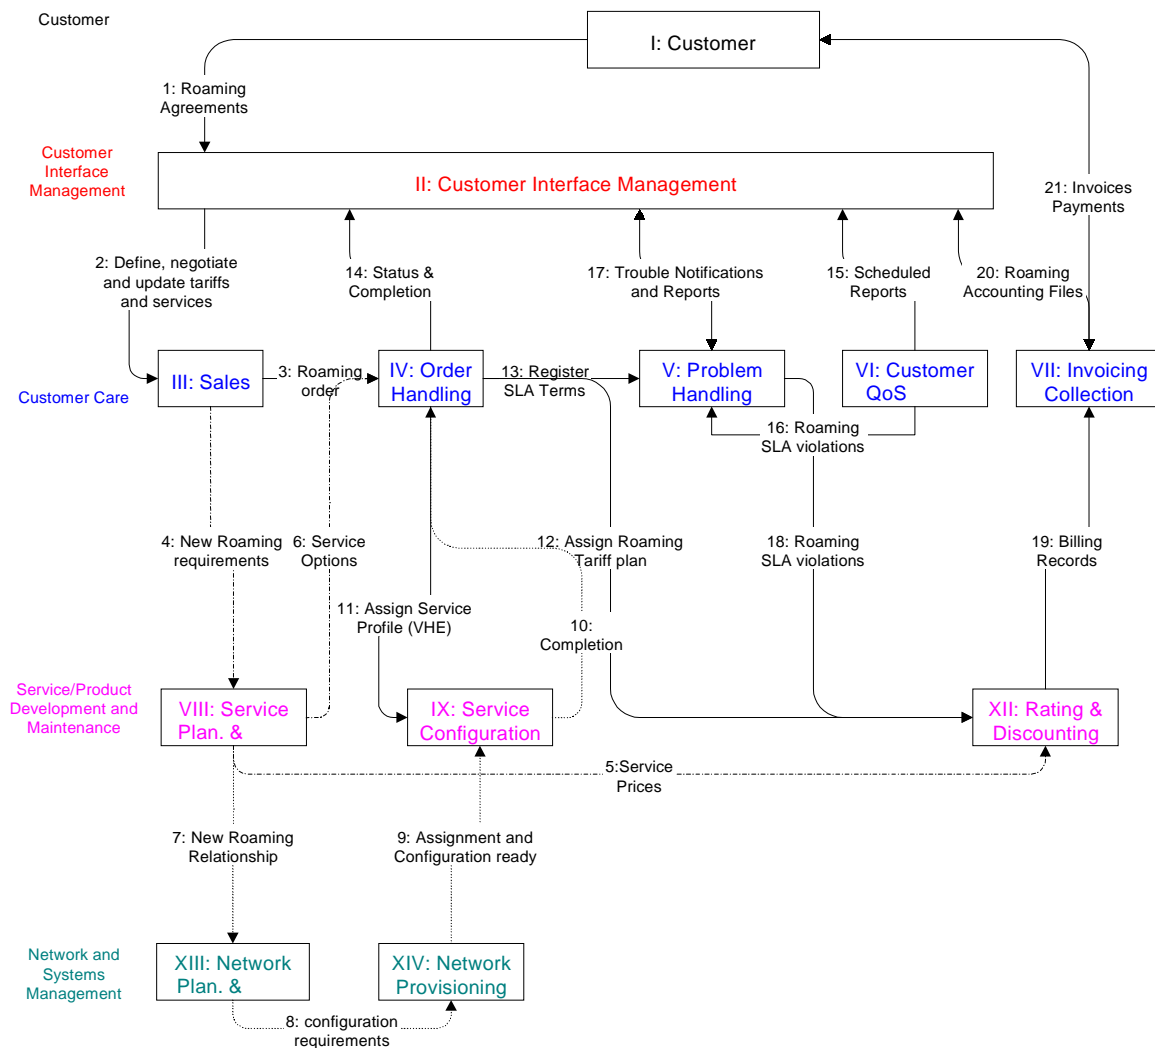 Customer
I: Customer
1: Roaming
Agreements
Customer
Interface
Management
II: Customer Interface Management
21: Invoices
Payments
2: Define, negotiate
and update tariffs
and services
14: Status &
Completion
17: Trouble Notifications
and Reports
15: Scheduled
Reports
20: Roaming
Accounting Files
Customer Care
III: Sales
3: Roaming
order
IV: Order
Handling
13: Register
SLA Terms
V: Problem
Handling
VI: Customer
QoS
VII: Invoicing
Collection
16: Roaming
SLA violations
4: New Roaming
requirements
6: Service
Options
12: Assign Roaming
Tariff plan
18: Roaming
SLA violations
19: Billing
Records
11: Assign Service
Profile (VHE)
10:
Completion
Service/Product
Development and
Maintenance
VIII: Service
Plan. &
IX: Service
Configuration
XII: Rating &
Discounting
5:Service
Prices
7: New Roaming
Relationship
9: Assignment and
Configuration ready
Network and
Systems
Management
XIII: Network
Plan. &
XIV: Network
Provisioning
8: configuration
requirements